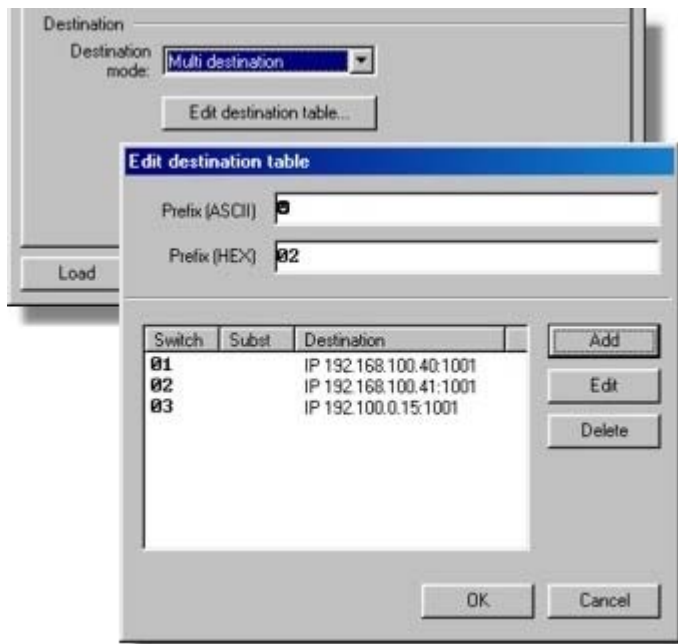 Destination
Destination mode:
Multi destination
Edit destination table...
Load
Edit destination table
Prefix (ASCII)
Prefix (HEX) 02
Switch Subst Destination
01 IP 192.168.100.40:1001
02 IP 192.168.100.41:1001
03 IP 192.100.0.15:1001
Add
Edit
Delete
OK Cancel